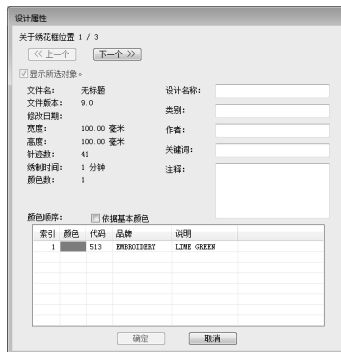 设计属性
关于绣花框位置 1 / 3
<< 上一个 下一个 >>
显示所选对象。
文件名: 无标题 设计名称:
文件版本: 9.0
修改日期: 类别:
宽度: 100.00 毫米 作者:
高度: 100.00 毫米
针迹数: 41 关键词:
绣制时间: 1 分钟 注释:
颜色数: 1
颜色顺序: 依据基本颜色
索引 颜色 代码 品牌 说明
1 513 EMBROIDERY LIME GREEN
确定 取消